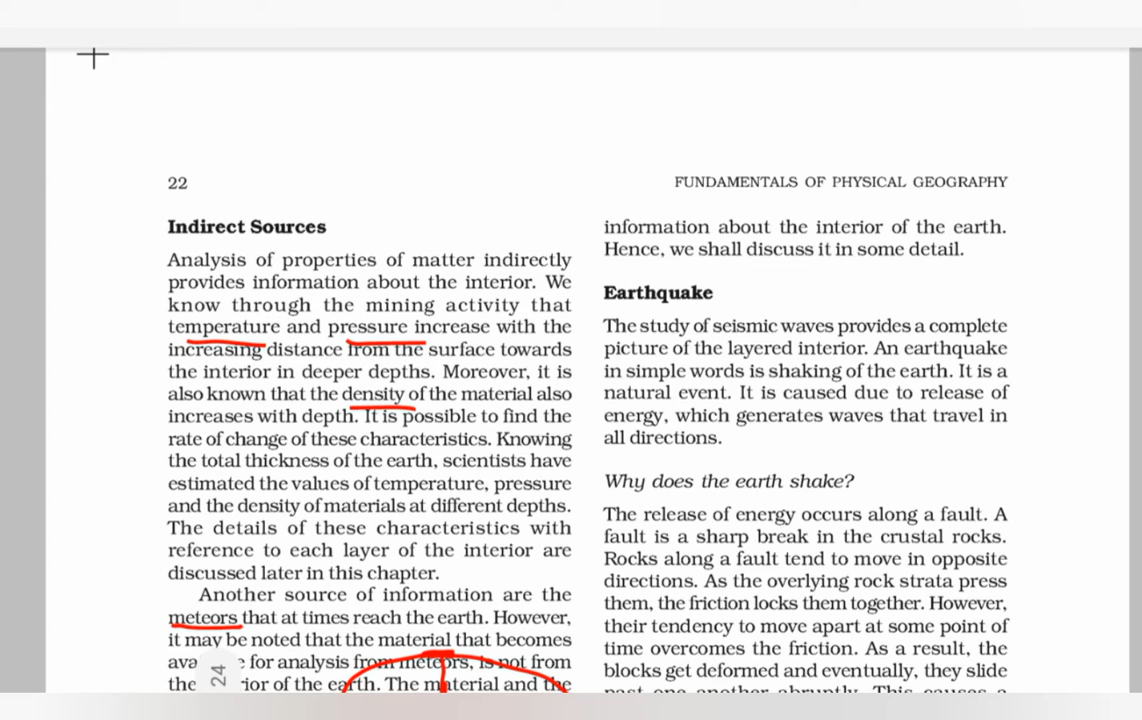 22
FUNDAMENTALS OF PHYSICAL GEOGRAPHY
Indirect Sources
Analysis of properties of matter indirectly
provides information about the interior. We
know through the mining activity that
temperature and pressure increase with the
increasing distance from the surface towards
the interior in deeper depths. Moreover, it is
also known that the density of the material also
increases with depth. It is possible to find the
rate of change of these characteristics. Knowing
the total thickness of the earth, scientists have
estimated the values of temperature, pressure
and the density of materials at different depths.
The details of these characteristics with
reference to each layer of the interior are
discussed later in this chapter.
Another source of information are the
meteors that at times reach the earth. However,
it may be noted that the material that becomes
for analysis from meteors, is not from
the of the earth. The material and the
24
information about the interior of the earth.
Hence, we shall discuss it in some detail.
Earthquake
The study of seismic waves provides a complete
picture of the layered interior. An earthquake
in simple words is shaking of the earth. It is a
natural event. It is caused due to release of
energy, which generates waves that travel in
all directions.
Why does the earth shake?
The release of energy occurs along a fault. A
fault is a sharp break in the crustal rocks.
Rocks along a fault tend to move in opposite
directions. As the overlying rock strata press
them, the friction locks them together. However,
their tendency to move apart at some point of
time overcomes the friction. As a result, the
blocks get deformed and eventually, they slide
past one another abruptly. This causes a